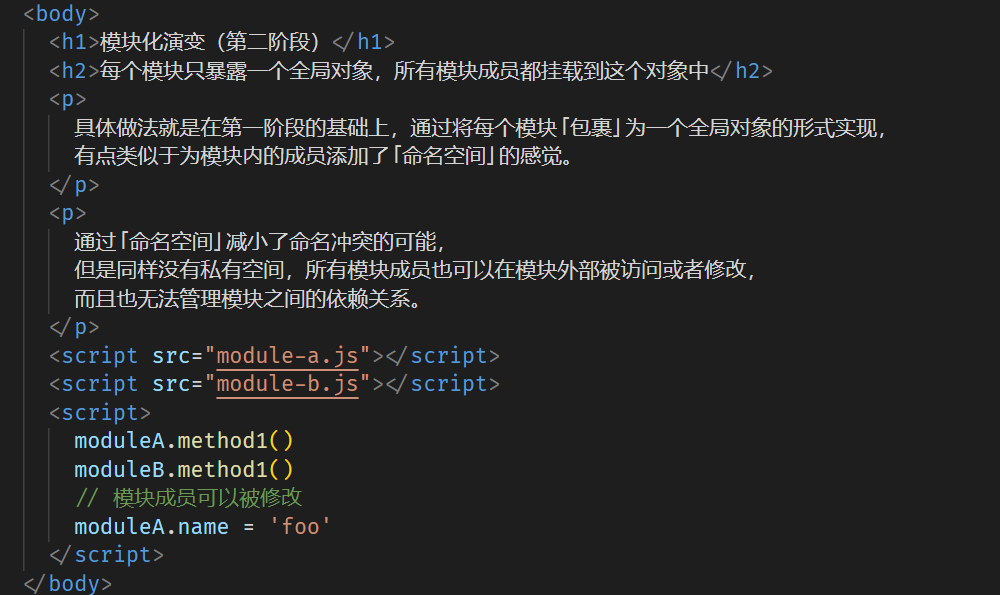 <body>
<h1>模块化演变（第二阶段）</h1>
<h2>每个模块只暴露一个全局对象，所有模块成员都挂载到这个对象中</h2>
<p>
具体做法就是在第一阶段的基础上，通过将每个模块「包裹」为一个全局对象的形式实现，
有点类似于为模块内的成员添加了「命名空间」的感觉。
</p>
<p>
通过「命名空间」减小了命名冲突的可能，
但是同样没有私有空间，所有模块成员也可以在模块外部被访问或者修改，
而且也无法管理模块之间的依赖关系。
</p>
<script src="module-a.js"></script>
<script src="module-b.js"></script>
<script>
moduleA.method1()
moduleB.method1()
// 模块成员可以被修改
moduleA.name = 'foo'
</script>
</body>